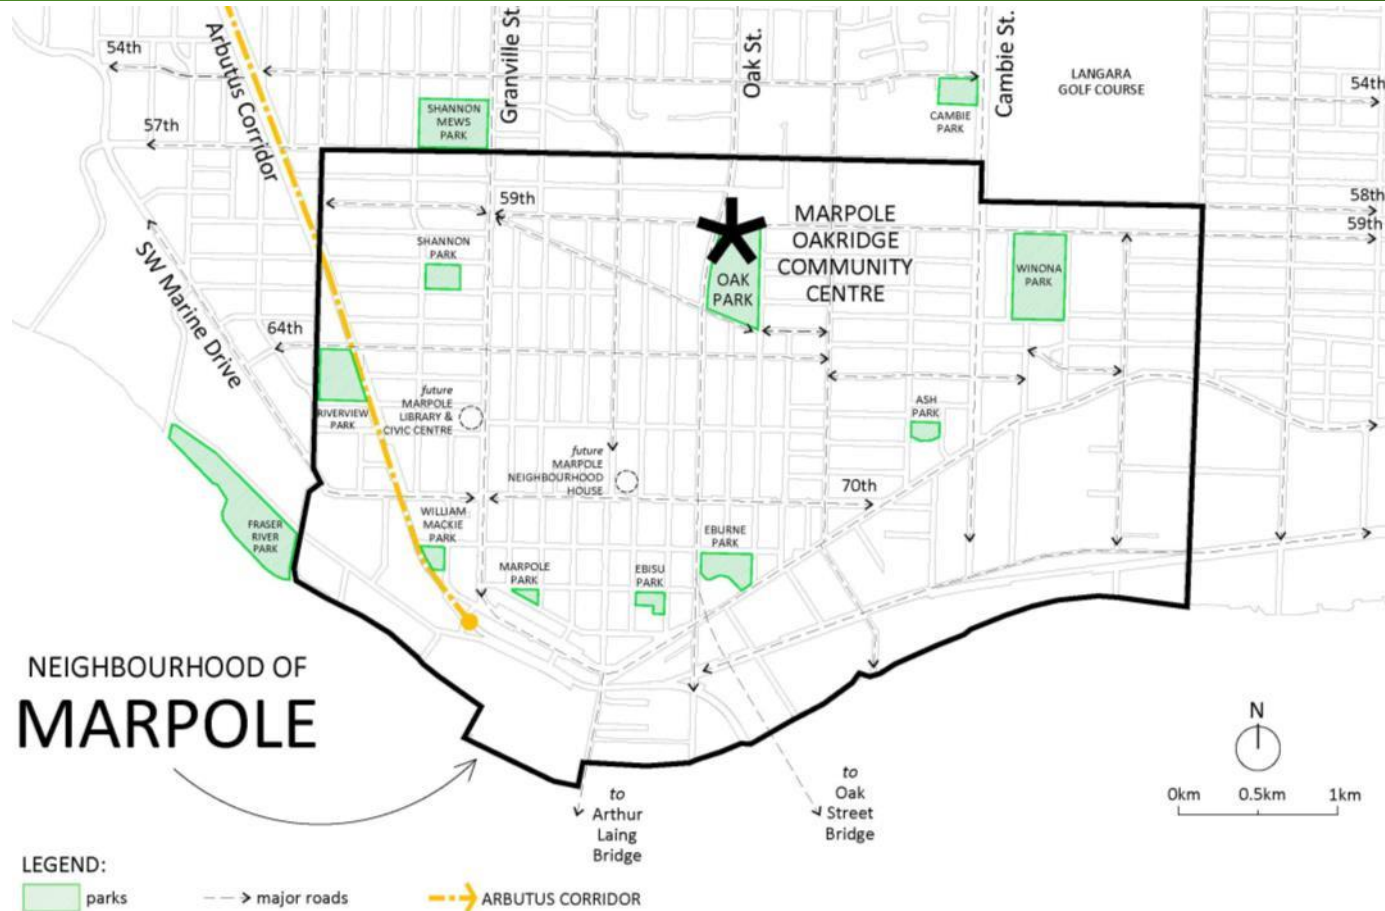 Arbutus Corridor
Granville St.
Oak St.
Cambie St.
54th
LANGARA
GOLF COURSE
54th
SHANNON
MEWS
PARK
CAMBIE
PARK
57th
59th
58th
59th
MARPOLE
OAKRIDGE
COMMUNITY
CENTRE
SHANNON
PARK
OAK
PARK
WINONA
PARK
SW Marine Drive
64th
future
MARPOLE
LIBRARY &
CIVIC CENTRE
RIVERVIEW
PARK
ASH
PARK
future
MARPOLE
NEIGHBOURHOOD
HOUSE
70th
WILLIAM
MACKIE
PARK
FRASER
RIVER
PARK
EBURNE
PARK
MARPOLE
PARK
EBISU
PARK
NEIGHBOURHOOD OF
MARPOLE
N
0km 0.5km 1km
to
Arthur
Laing
Bridge
to
Oak
Street
Bridge
LEGEND:
parks
major roads
ARBUTUS CORRIDOR